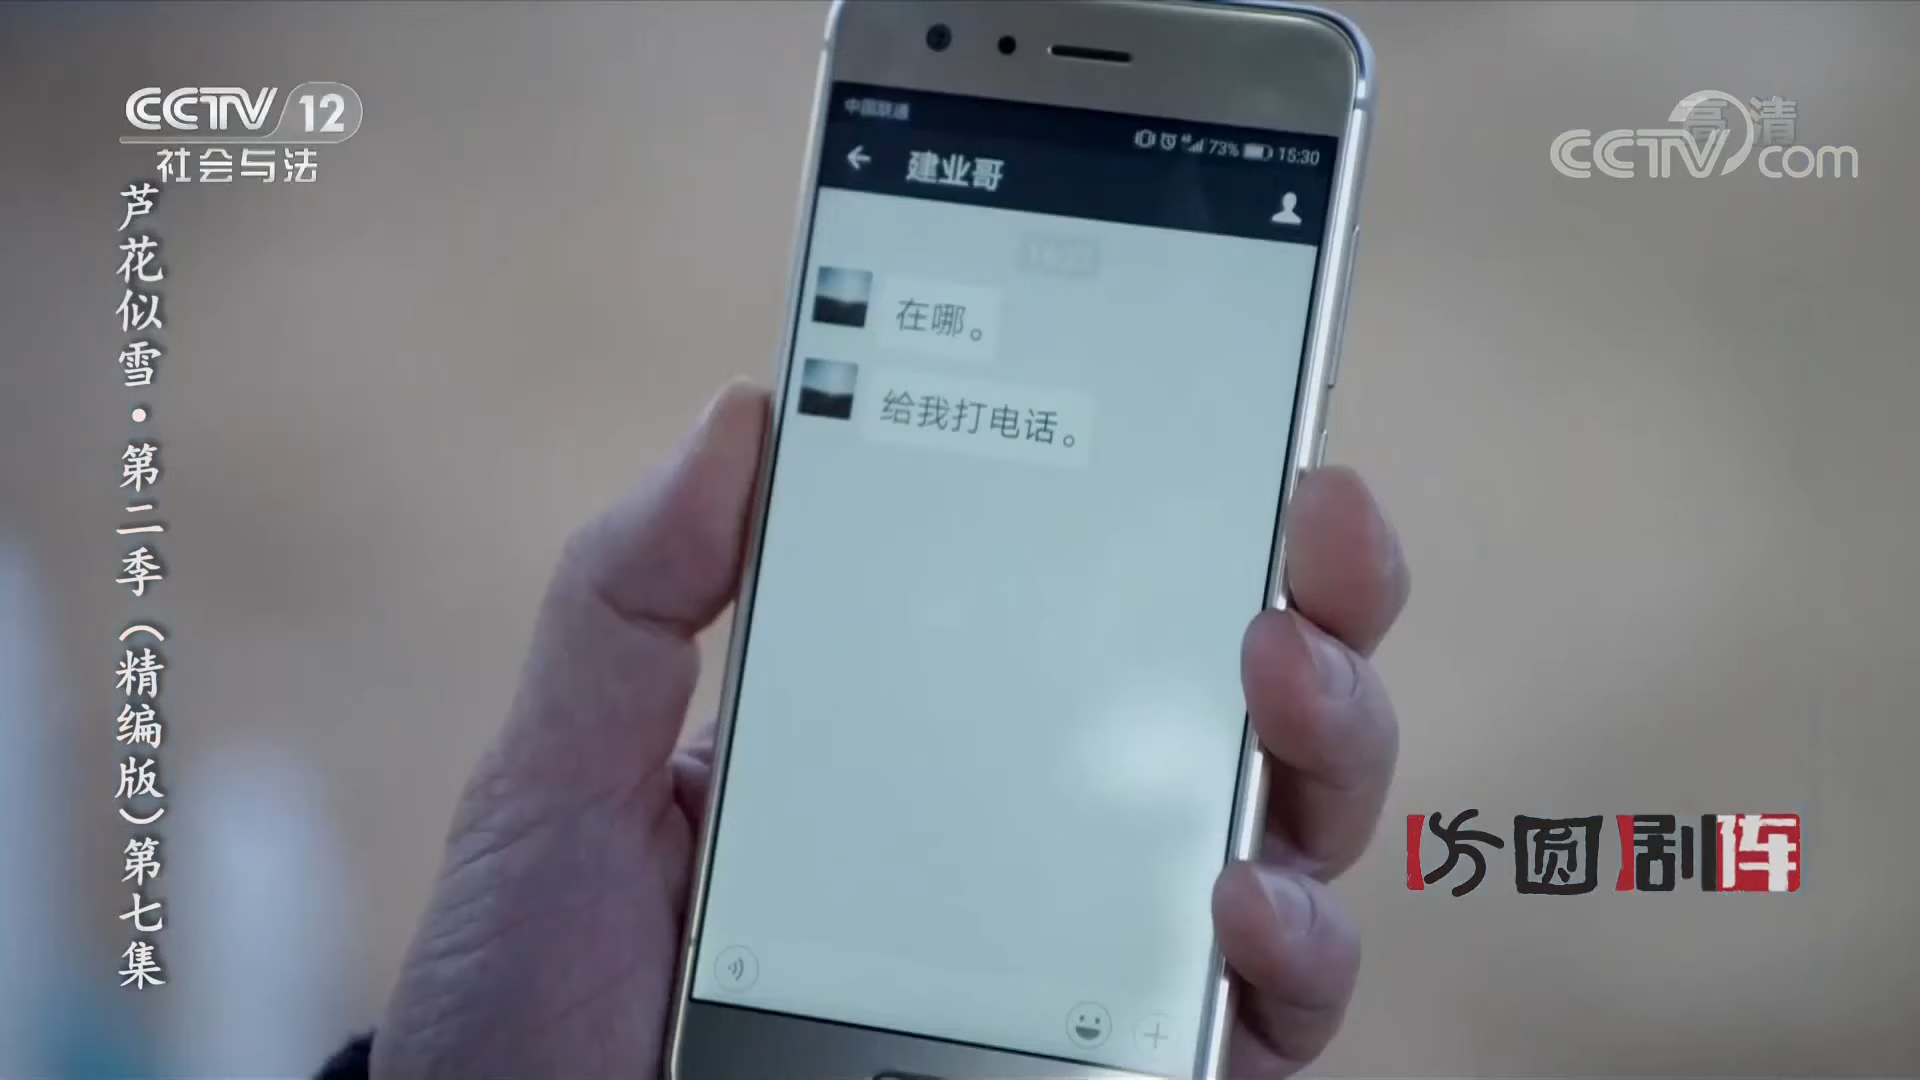 CCTV 12
社会与法
高清
CCTV com
芦花似雪·第二季（精编版）第七集
中国联通
73% 15:30
建业哥
在哪。
给我打电话。
方圆剧阵